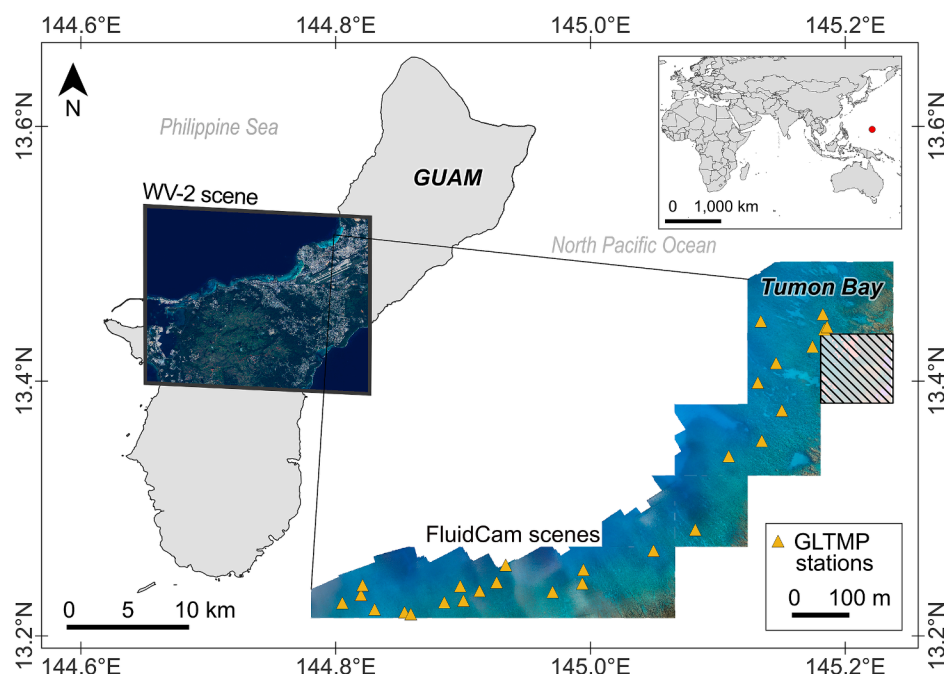 144.6°E 144.8°E 145.0°E 145.2°E
13.6°N
13.4°N
13.2°N
N
Philippine Sea
GUAM
WV-2 scene
0 1,000 km
North Pacific Ocean
Tumon Bay
FluidCam scenes
GLTMP
stations
0 100 m
0 5 10 km
13.6°N
13.4°N
13.2°N
144.6°E 144.8°E 145.0°E 145.2°E